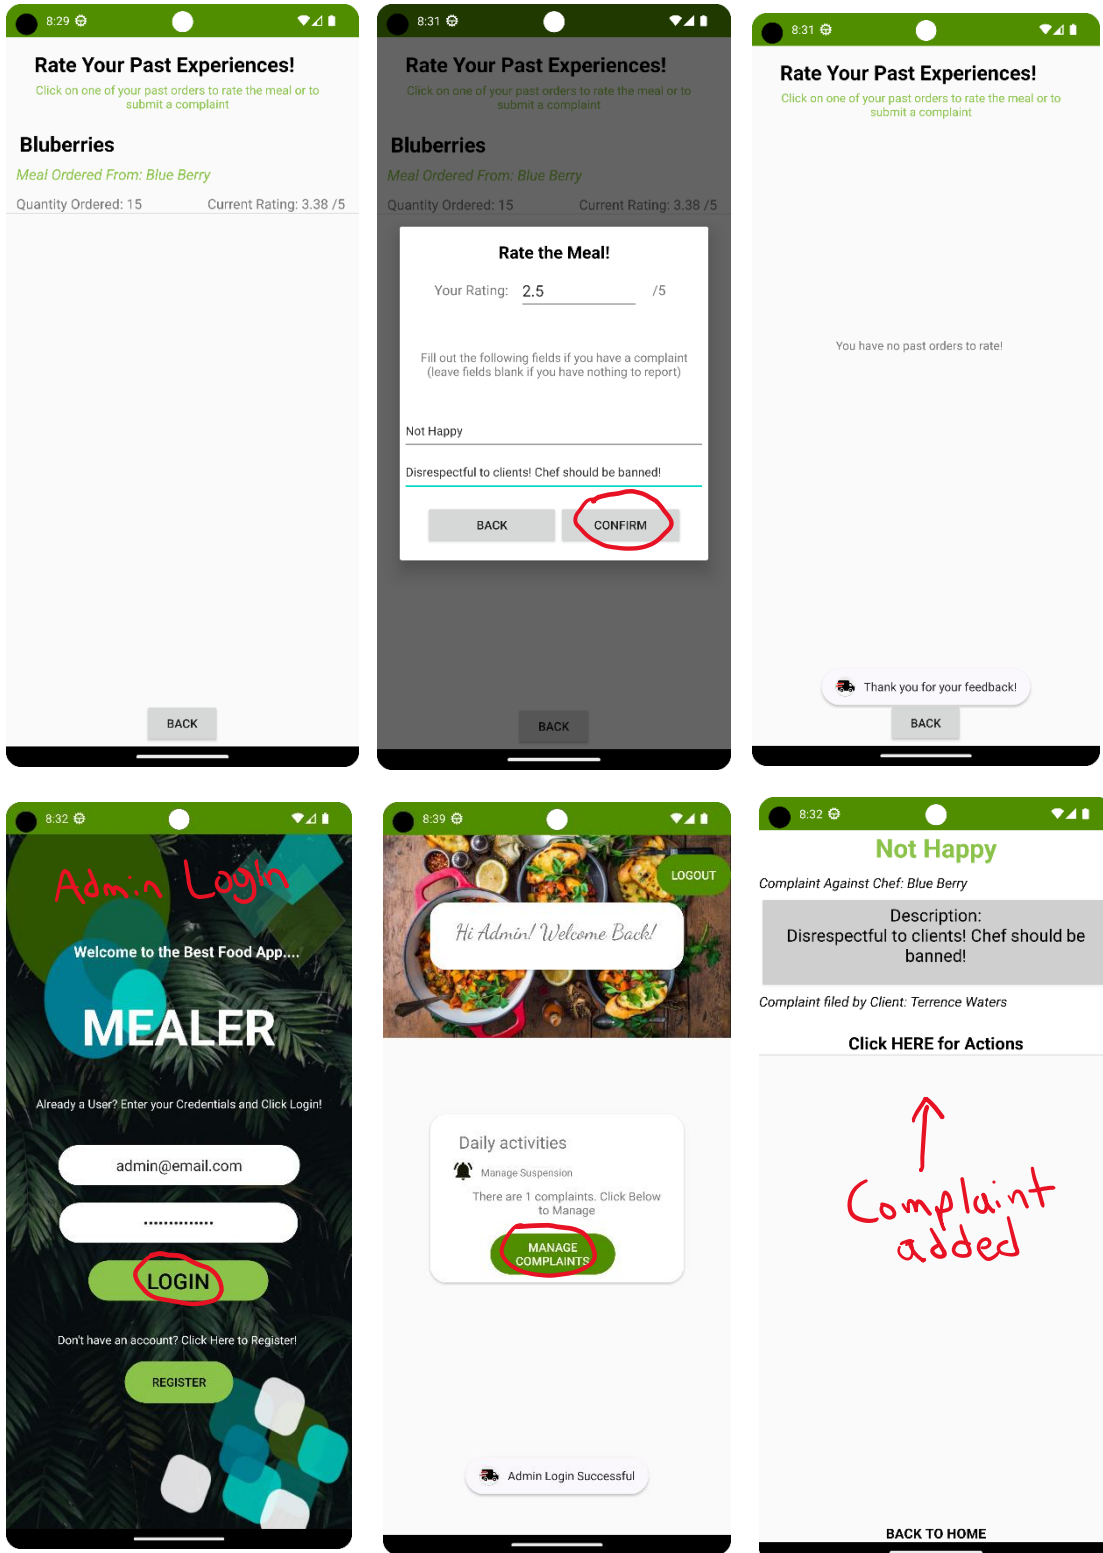 8:29
Rate Your Past Experiences!
Click on one of your past orders to rate the meal or to
submit a complaint
Bluberries
Meal Ordered From: Blue Berry
Quantity Ordered: 15 Current Rating: 3.38 /5
BACK
8:31
Rate Your Past Experiences!
Click on one of your past orders to rate the meal or to
submit a complaint
Bluberries
Meal Ordered From: Blue Berry
Quantity Ordered: 15 Current Rating: 3.38 /5
Rate the Meal!
Your Rating: 2.5 /5
Fill out the following fields if you have a complaint
(leave fields blank if you have nothing to report)
Not Happy
Disrespectful to clients! Chef should be banned!
BACK CONFIRM
BACK
8:31
Rate Your Past Experiences!
Click on one of your past orders to rate the meal or to
submit a complaint
You have no past orders to rate!
Thank you for your feedback!
BACK
8:32
Admin Login
Welcome to the Best Food App....
MEALER
Already a User? Enter your Credentials and Click Login!
admin@email.com
••••••••••••••
LOGIN
Don't have an account? Click Here to Register!
REGISTER
8:39
LOGOUT
Hi Admin! Welcome Back!
Daily activities
Manage Suspension
There are 1 complaints. Click Below
to Manage
MANAGE
COMPLAINTS
Admin Login Successful
8:32
Not Happy
Complaint Against Chef: Blue Berry
Description:
Disrespectful to clients! Chef should be
banned!
Complaint filed by Client: Terrence Waters
Click HERE for Actions
Complaint
added
BACK TO HOME